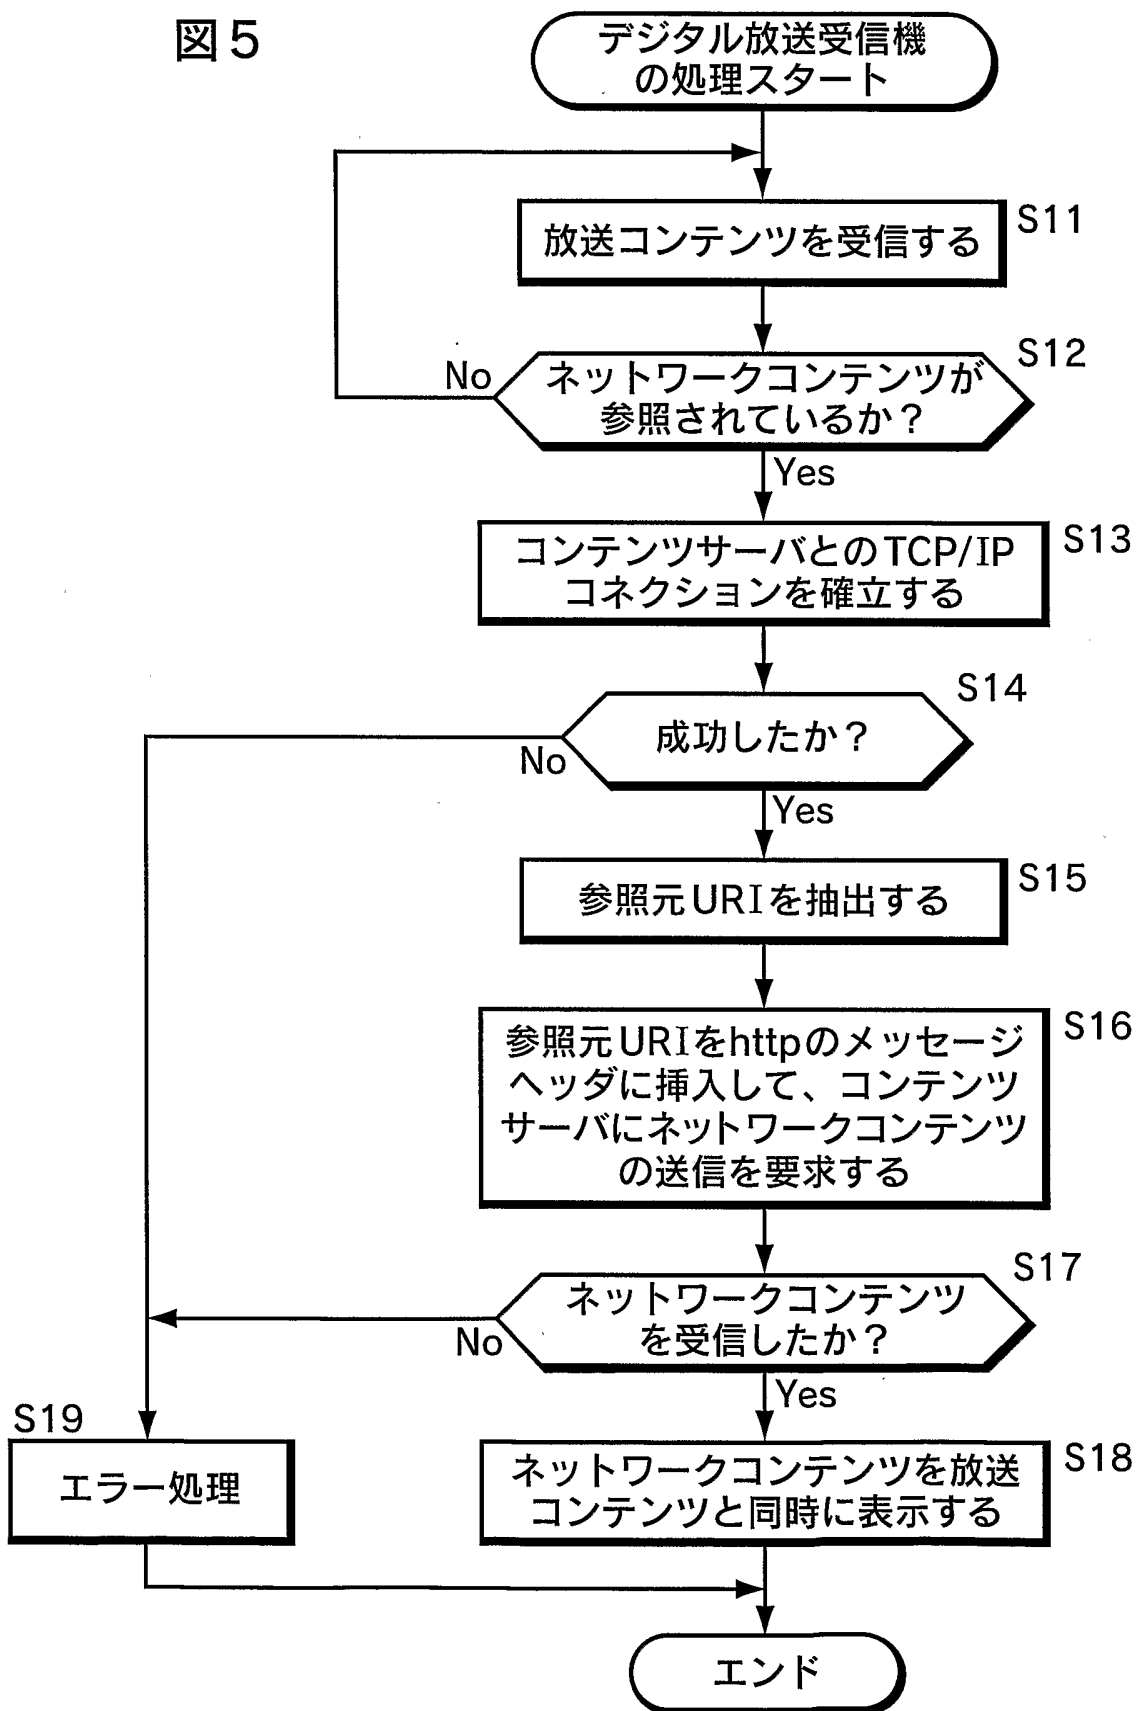 図5
デジタル放送受信機
の処理スタート
S11
放送コンテンツを受信する
S12
No
ネットワークコンテンツが
参照されているか？
Yes
S13
コンテンツサーバとのTCP/IP
コネクションを確立する
S14
成功したか？
No
Yes
S15
参照元URIを抽出する
S16
参照元URIをhttpのメッセージ
ヘッダに挿入して、コンテンツ
サーバにネットワークコンテンツ
の送信を要求する
S17
ネットワークコンテンツ
を受信したか？
No
Yes
S19
エラー処理
S18
ネットワークコンテンツを放送
コンテンツと同時に表示する
エンド